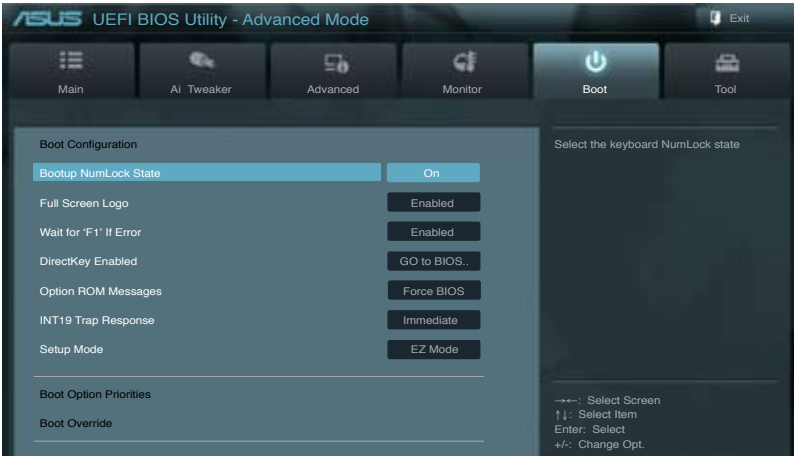 ASUS UEFI BIOS Utility - Advanced Mode
Exit
Main
Ai Tweaker
Advanced
Monitor
Boot
Tool
Boot Configuration
Bootup NumLock State On
Full Screen Logo Enabled
Wait for ‘F1’ If Error Enabled
DirectKey Enabled GO to BIOS..
Option ROM Messages Force BIOS
INT19 Trap Response Immediate
Setup Mode EZ Mode
Boot Option Priorities
Boot Override
Select the keyboard NumLock state
→←: Select Screen
↑↓: Select Item
Enter: Select
+/-: Change Opt.